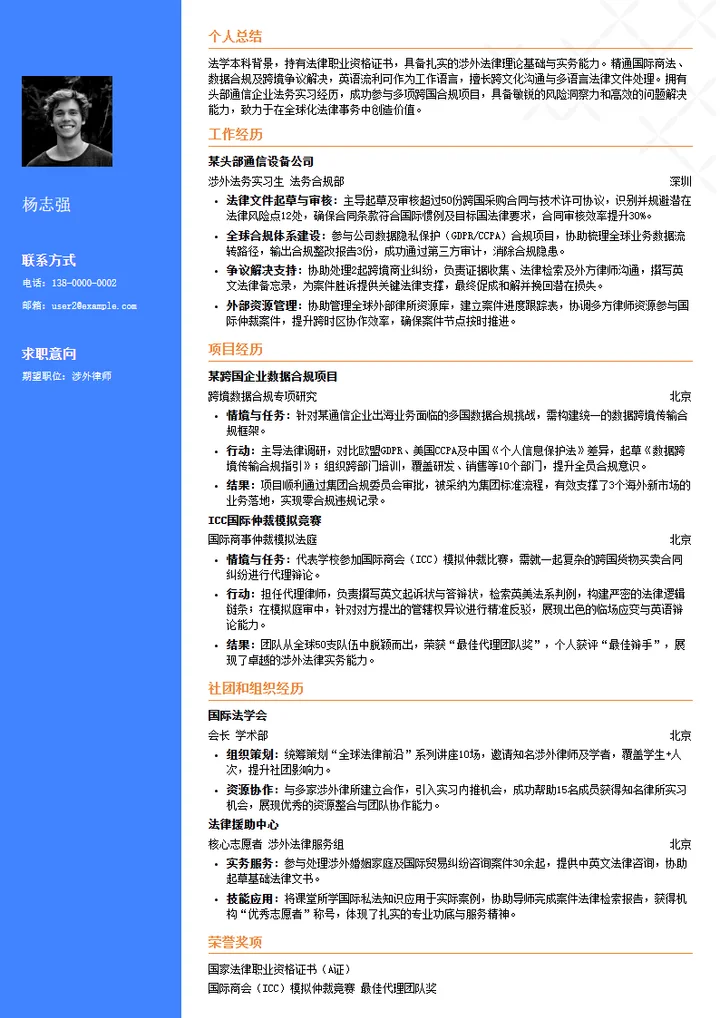 杨志强
联系方式
电话：138-0000-0002
邮箱：user2@example.com
求职意向
期望职位：涉外律师
个人总结
法学本科背景，持有法律职业资格证书，具备扎实的涉外法律理论基础与实务能力。精通国际商法、
数据合规及跨境争议解决，英语流利可作为工作语言，擅长跨文化沟通与多语言法律文件处理。拥有
头部通信企业法务实习经历，成功参与多项跨国合规项目，具备敏锐的风险洞察力和高效的问题解决
能力，致力于在全球化法律事务中创造价值。
工作经历
某头部通信设备公司
涉外法务实习生 法务合规部 深圳
• 法律文件起草与审核：主导起草及审核超过50份跨国采购合同与技术许可协议，识别并规避潜在
法律风险点12处，确保合同条款符合国际惯例及目标国法律要求，合同审核效率提升30%。
• 全球合规体系建设：参与公司数据隐私保护（GDPR/CCPA）合规项目，协助梳理全球业务数据流
转路径，输出合规整改报告3份，成功通过第三方审计，消除合规隐患。
• 争议解决支持：协助处理2起跨境商业纠纷，负责证据收集、法律检索及外方律师沟通，撰写英
文法律备忘录，为案件胜诉提供关键法律支撑，最终促成和解并挽回潜在损失。
• 外部资源管理：协助管理全球外部律所资源库，建立案件进度跟踪表，协调多方律师资源参与国
际仲裁案件，提升跨时区协作效率，确保案件节点按时推进。
项目经历
某跨国企业数据合规项目
跨境数据合规专项研究 北京
• 情境与任务：针对某通信企业出海业务面临的多国数据合规挑战，需构建统一的数据跨境传输合
规框架。
• 行动：主导法律调研，对比欧盟GDPR、美国CCPA及中国《个人信息保护法》差异，起草《数据跨
境传输合规指引》；组织跨部门培训，覆盖研发、销售等10个部门，提升全员合规意识。
• 结果：项目顺利通过集团合规委员会审批，被采纳为集团标准流程，有效支撑了3个海外新市场的
业务落地，实现零合规违规记录。
ICC国际仲裁模拟竞赛
国际商事仲裁模拟法庭 北京
• 情境与任务：代表学校参加国际商会（ICC）模拟仲裁比赛，需就一起复杂的跨国货物买卖合同
纠纷进行代理辩论。
• 行动：担任代理律师，负责撰写英文起诉状与答辩状，检索英美法系判例，构建严密的法律逻辑
链条；在模拟庭审中，针对对方提出的管辖权异议进行精准反驳，展现出色的临场应变与英语辩
论能力。
• 结果：团队从全球50支队伍中脱颖而出，荣获“最佳代理团队奖”，个人获评“最佳辩手”，展
现了卓越的涉外法律实务能力。
社团和组织经历
国际法学会
会长 学术部 北京
• 组织策划：统筹策划“全球法律前沿”系列讲座10场，邀请知名涉外律师及学者，覆盖学生+人
次，提升社团影响力。
• 资源协作：与多家涉外律所建立合作，引入实习内推机会，成功帮助15名成员获得知名律所实习
机会，展现优秀的资源整合与团队协作能力。
法律援助中心
核心志愿者 涉外法律服务组 北京
• 实务服务：参与处理涉外婚姻家庭及国际贸易纠纷咨询案件30余起，提供中英文法律咨询，协助
起草基础法律文书。
• 技能应用：将课堂所学国际私法知识应用于实际案例，协助导师完成案件法律检索报告，获得机
构“优秀志愿者”称号，体现了扎实的专业功底与服务精神。
荣誉奖项
国家法律职业资格证书（A证）
国际商会（ICC）模拟仲裁竞赛 最佳代理团队奖